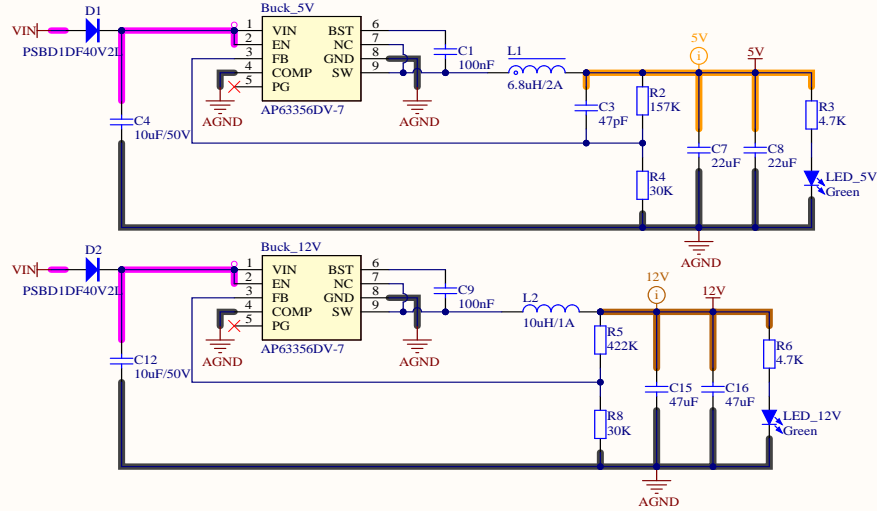 D1
VIN
PSBD1DF40V2L
C4
10uF/50V
Buck_5V
1 VIN BST 6
2 EN NC 7
3 FB GND 8
4 COMP SW 9
5 PG
AP63356DV-7
AGND
AGND
C1
100nF
L1
6.8uH/2A
C3
47pF
R2
157K
R4
30K
5V
i
5V
C7
22uF
C8
22uF
R3
4.7K
LED_5V
Green
AGND
D2
VIN
PSBD1DF40V2L
C12
10uF/50V
Buck_12V
1 VIN BST 6
2 EN NC 7
3 FB GND 8
4 COMP SW 9
5 PG
AP63356DV-7
AGND
AGND
C9
100nF
L2
10uH/1A
R5
422K
R8
30K
12V
i
12V
C15
47uF
C16
47uF
R6
4.7K
LED_12V
Green
AGND